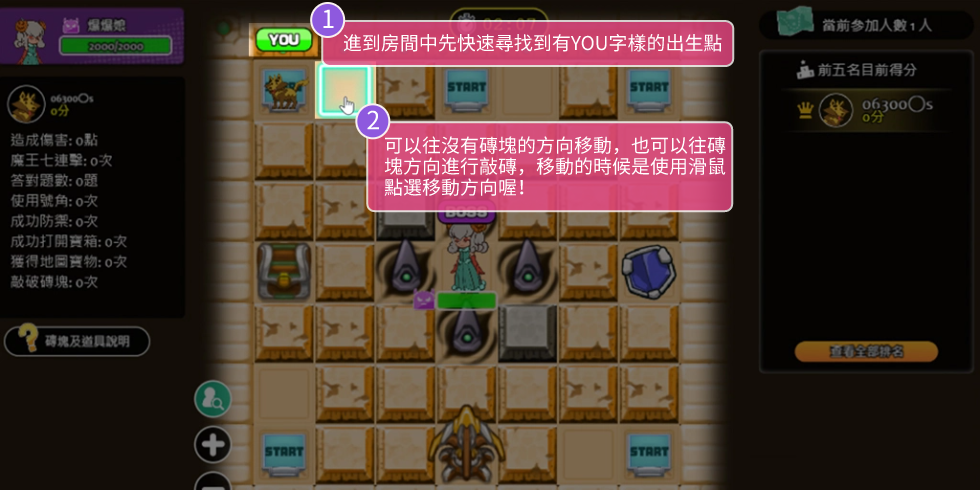 爆爆娘
2000/2000
06300〇s
0分
造成傷害:0點
魔王七連擊:0次
答對題數:0題
使用號角:0次
成功防禦:0次
成功打開寶箱:0次
獲得地圖寶物:0次
敲破磚塊:0次
磚塊及道具說明
YOU
1
進到房間中先快速尋找到有YOU字樣的出生點
2
可以往沒有磚塊的方向移動，也可以往磚
塊方向進行敲磚，移動的時候是使用滑鼠
點選移動方向喔！
START
START
BOSS
START
START
當前參加人數1人
前五名目前得分
06300〇s
0分
查看全部排名